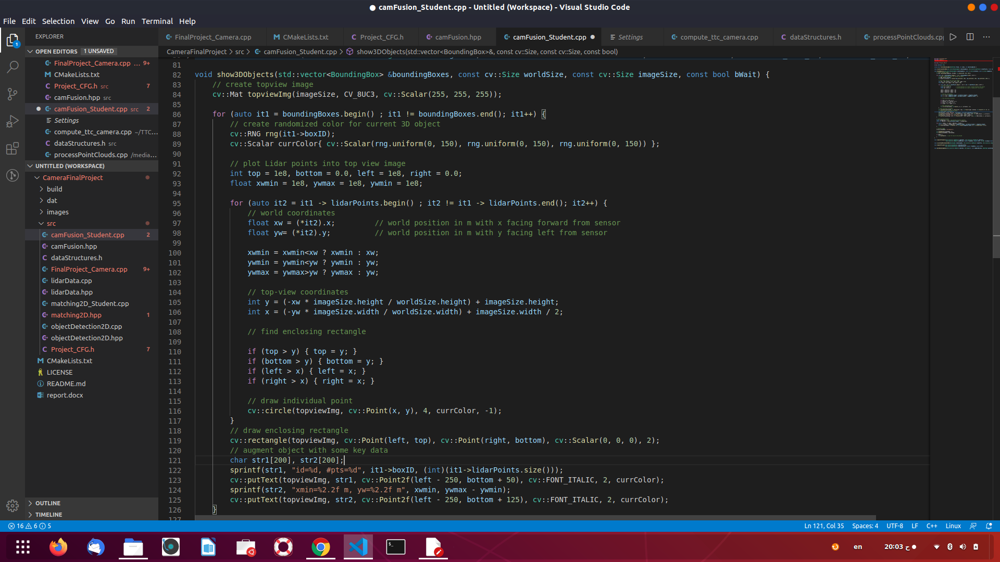 ● camFusion_Student.cpp - Untitled (Workspace) - Visual Studio Code
File Edit Selection View Go Run Terminal Help
EXPLORER
FinalProject_Camera.cpp
CMakeLists.txt
Project_CFG.h
camFusion.hpp
camFusion_Student.cpp ●
Settings
compute_ttc_camera.cpp
dataStructures.h
processPointClouds.cpp
OPEN EDITORS 1 UNSAVED
FinalProject_Camera.cpp ... 9+
CMakeLists.txt
Project_CFG.h src 7
camFusion.hpp src
● camFusion_Student.cpp src 2
Settings
compute_ttc_camera.cpp ~/TTC...
dataStructures.h src
processPointClouds.cpp /media...
UNTITLED (WORKSPACE)
CameraFinalProject
build
dat
images
src
camFusion_Student.cpp 2
camFusion.hpp
dataStructures.h
FinalProject_Camera.cpp 9+
lidarData.cpp
lidarData.hpp
matching2D_Student.cpp
matching2D.hpp 1
objectDetection2D.cpp
objectDetection2D.hpp
Project_CFG.h 7
CMakeLists.txt
LICENSE
README.md
report.docx
OUTLINE
TIMELINE
CameraFinalProject > src > camFusion_Student.cpp > show3DObjects(std::vector<BoundingBox>&, const cv::Size, const cv::Size, const bool)
81
82 void show3DObjects(std::vector<BoundingBox> &boundingBoxes, const cv::Size worldSize, const cv::Size imageSize, const bool bWait) {
83 // create topview image
84 cv::Mat topviewImg(imageSize, CV_8UC3, cv::Scalar(255, 255, 255));
85
86 for (auto it1 = boundingBoxes.begin() ; it1 != boundingBoxes.end(); it1++) {
87 // create randomized color for current 3D object
88 cv::RNG rng(it1->boxID);
89 cv::Scalar currColor{ cv::Scalar(rng.uniform(0, 150), rng.uniform(0, 150), rng.uniform(0, 150)) };
90
91 // plot Lidar points into top view image
92 int top = 1e8, bottom = 0.0, left = 1e8, right = 0.0;
93 float xwmin = 1e8, ywmax = 1e8, ywmin = 1e8;
94
95 for (auto it2 = it1 -> lidarPoints.begin() ; it2 != it1 -> lidarPoints.end(); it2++) {
96 // world coordinates
97 float xw = (*it2).x; // world position in m with x facing forward from sensor
98 float yw= (*it2).y; // world position in m with y facing left from sensor
99
100 xwmin = xwmin<xw ? xwmin : xw;
101 ywmin = ywmin<yw ? ywmin : yw;
102 ywmax = ywmax>yw ? ywmax : yw;
103
104 // top-view coordinates
105 int y = (-xw * imageSize.height / worldSize.height) + imageSize.height;
106 int x = (-yw * imageSize.width / worldSize.width) + imageSize.width / 2;
107
108 // find enclosing rectangle
109
110 if (top > y) { top = y; }
111 if (bottom > y) { bottom = y; }
112 if (left > x) { left = x; }
113 if (right > x) { right = x; }
114
115 // draw individual point
116 cv::circle(topviewImg, cv::Point(x, y), 4, currColor, -1);
117 }
118 // draw enclosing rectangle
119 cv::rectangle(topviewImg, cv::Point(left, top), cv::Point(right, bottom), cv::Scalar(0, 0, 0), 2);
120 // augment object with some key data
121 char str1[200], str2[200];
122 sprintf(str1, "id=%d, #pts=%d", it1->boxID, (int)(it1->lidarPoints.size()));
123 cv::putText(topviewImg, str1, cv::Point2f(left - 250, bottom + 50), cv::FONT_ITALIC, 2, currColor);
124 sprintf(str2, "xmin=%2.2f m, yw=%2.2f m", xwmin, ywmax - ywmin);
125 cv::putText(topviewImg, str2, cv::Point2f(left - 250, bottom + 125), cv::FONT_ITALIC, 2, currColor);
126 }
127
16 6 5
Ln 121, Col 35 Spaces: 4 UTF-8 LF C++ Linux
en
20:03 ح ●